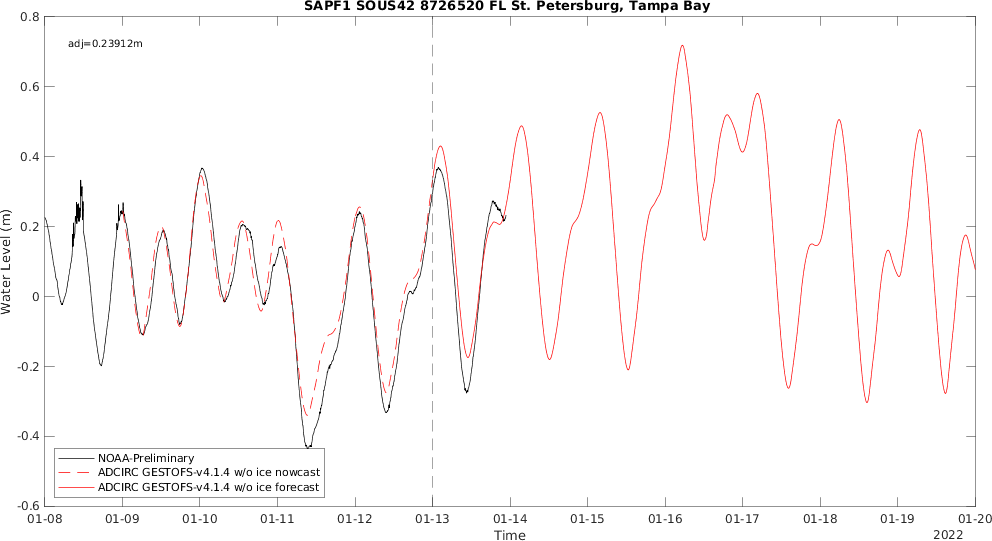 SAPF1 SOUS42 8726520 FL St. Petersburg, Tampa Bay
adj=0.23912m
Water Level (m)
0.8
0.6
0.4
0.2
0
-0.2
-0.4
-0.6
NOAA-Preliminary
ADCIRC GESTOFS-v4.1.4 w/o ice nowcast
ADCIRC GESTOFS-v4.1.4 w/o ice forecast
01-08 01-09 01-10 01-11 01-12 01-13 01-14 01-15 01-16 01-17 01-18 01-19 01-20
Time
2022